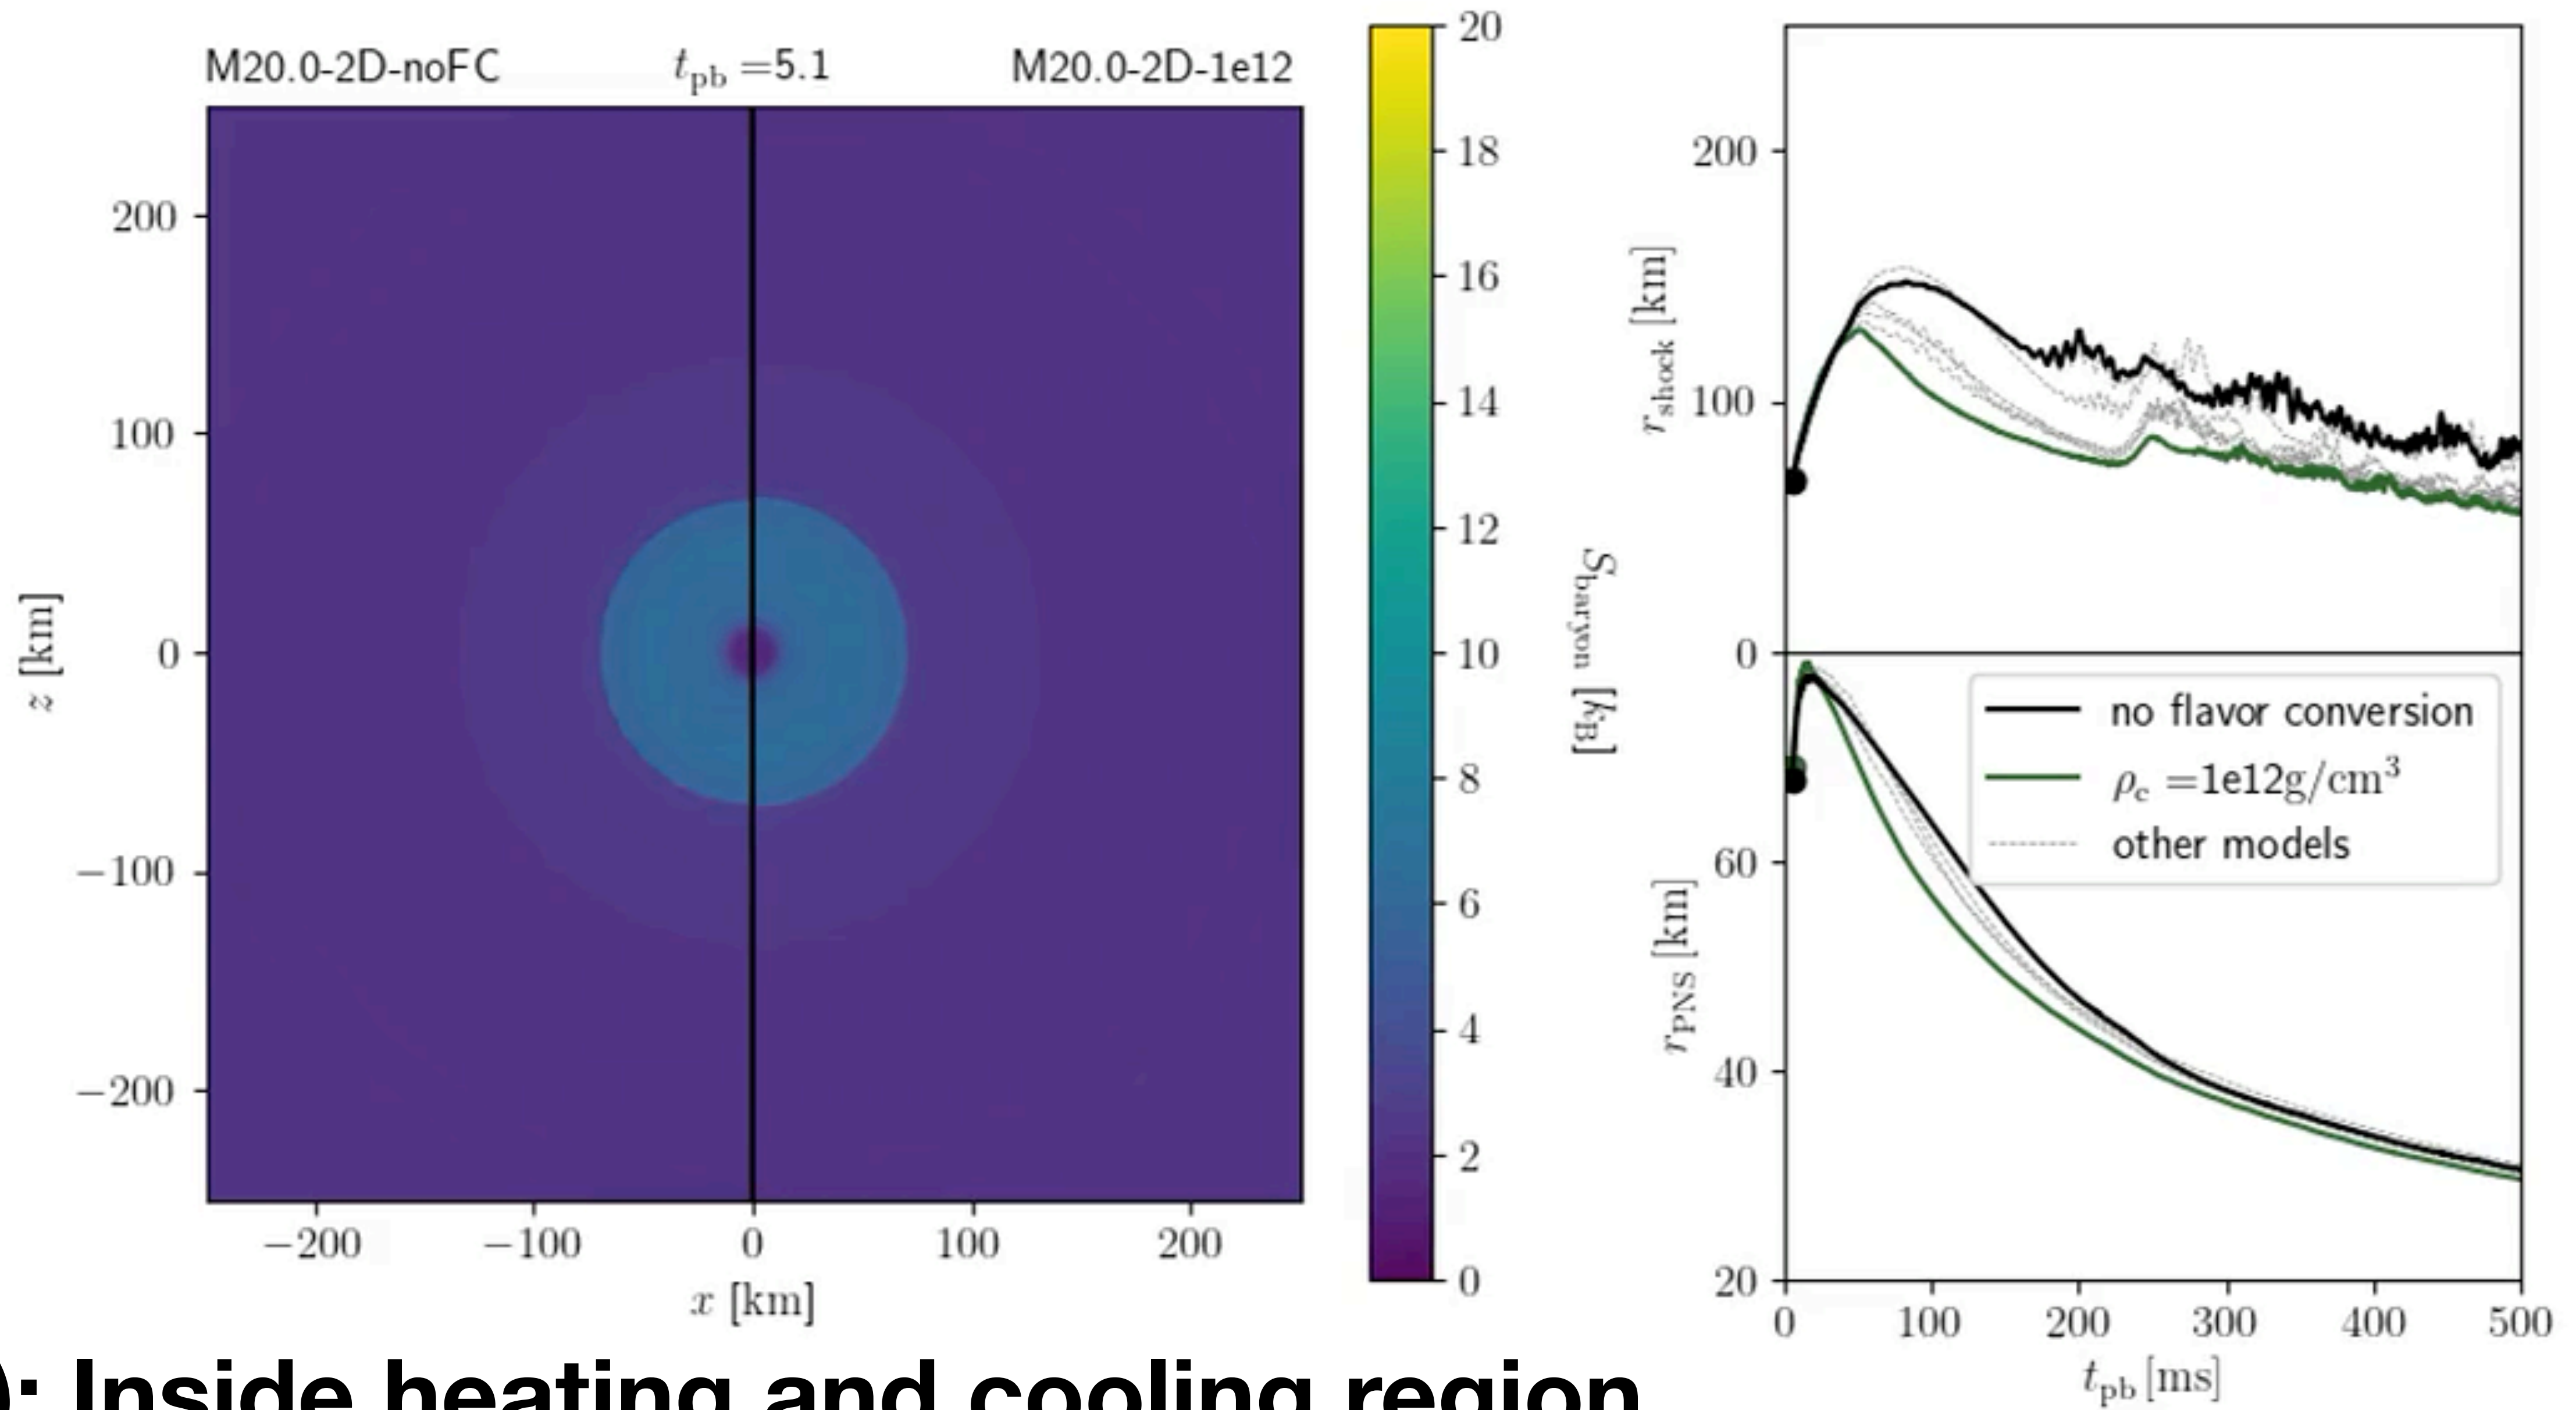 M20.0-2D-noFC
t_pb =5.1
M20.0-2D-1e12
200
100
0
−100
−200
z [km]
−200
−100
0
100
200
x [km]
20
18
16
14
12
10
8
6
4
2
0
S_baryon [k_B]
200
100
0
r_shock [km]
no flavor conversion
ρ_c =1e12g/cm³
other models
60
40
20
r_PNS [km]
0
100
200
300
400
500
t_pb [ms]
): Inside heating and cooling region